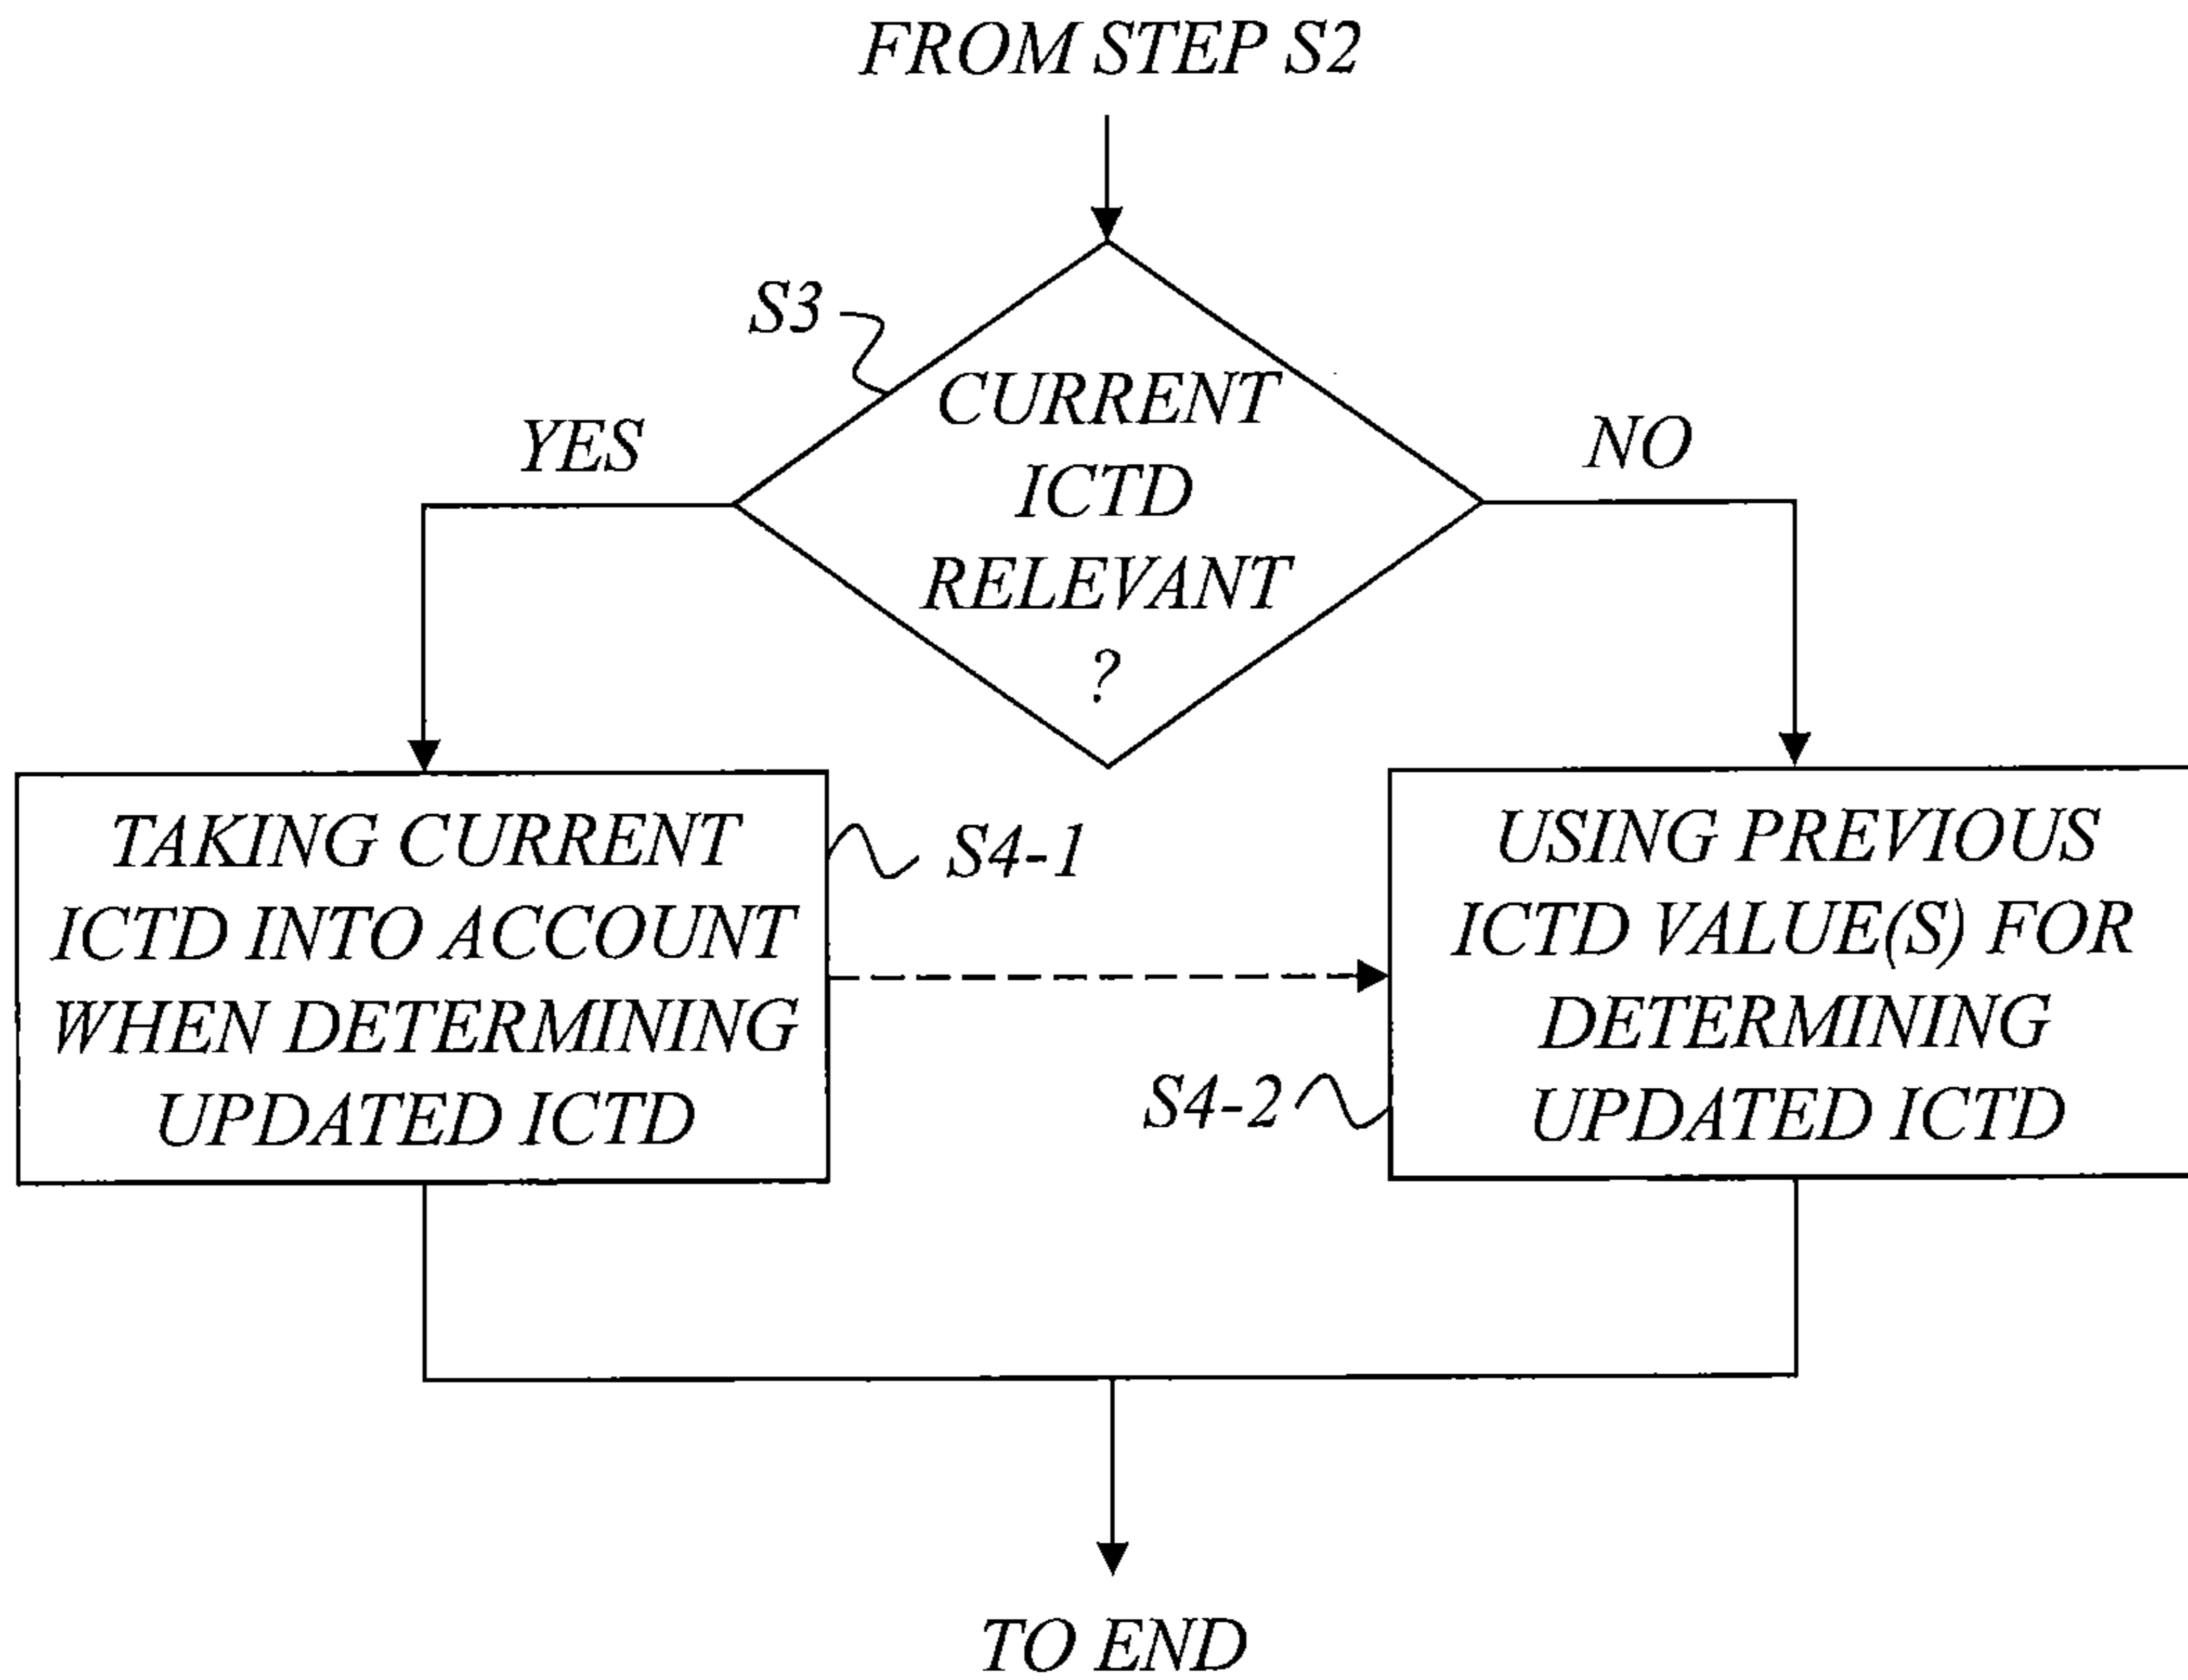 FROM STEP S2
S3
CURRENT
ICTD
RELEVANT
?
YES
NO
TAKING CURRENT
ICTD INTO ACCOUNT
WHEN DETERMINING
UPDATED ICTD
S4-1
USING PREVIOUS
ICTD VALUE(S) FOR
DETERMINING
UPDATED ICTD
S4-2
TO END